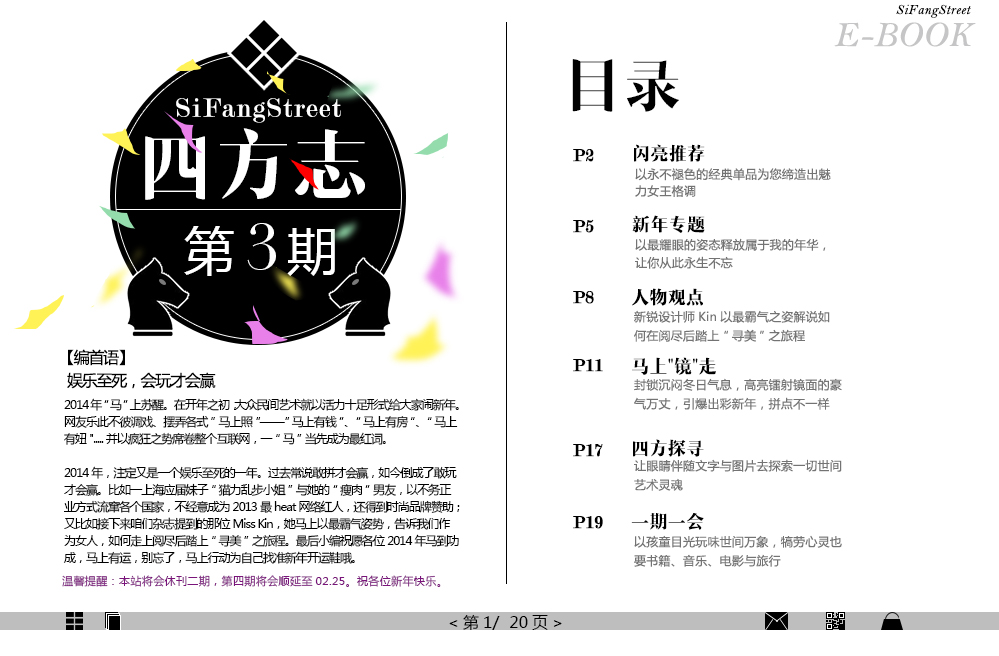 SiFangStreet
四方志
第3期
【编首语】
娱乐至死，会玩才会赢
2014 年“马”上苏醒。在开年之初，大众民间艺术就以活力十足形式给大家闹新年。
网友乐此不彼调戏、摆弄各式“马上照”——“马上有钱”、“马上有房“、“马上
有妞"..... 并以疯狂之势席卷整个互联网，一“马”当先成为最红词。
2014 年，注定又是一个娱乐至死的一年。过去常说敢拼才会赢，如今倒成了敢玩
才会赢。比如一上海应届妹子“猫力乱步小姐”与她的“瘦肉”男友，以不务正
业方式流窜各个国家，不经意成为 2013 最 heat 网络红人，还得到时尚品牌赞助；
又比如接下来咱们杂志提到的那位 Miss Kin，她马上以最霸气姿势，告诉我们作
为女人，如何走上阅尽后踏上“寻美”之旅程。最后小编祝愿各位 2014 年马到功
成，马上有运，别忘了，马上行动为自己找准新年开运鞋哦。
温馨提醒：本站将会休刊二期，第四期将会顺延至 02.25。祝各位新年快乐。
SiFangStreet
E-BOOK
目录
P2 闪亮推荐
以永不褪色的经典单品为您缔造出魅
力女王格调
P5 新年专题
以最耀眼的姿态释放属于我的年华，
让你从此永生不忘
P8 人物观点
新锐设计师 Kin 以最霸气之姿解说如
何在阅尽后踏上“寻美”之旅程
P11 马上"镜"走
封锁沉闷冬日气息，高亮镭射镜面的豪
气万丈，引爆出彩新年，拼点不一样
P17 四方探寻
让眼睛伴随文字与图片去探索一切世间
艺术灵魂
P19 一期一会
以孩童目光玩味世间万象，犒劳心灵也
要书籍、音乐、电影与旅行
< 第 1/ 20 页 >